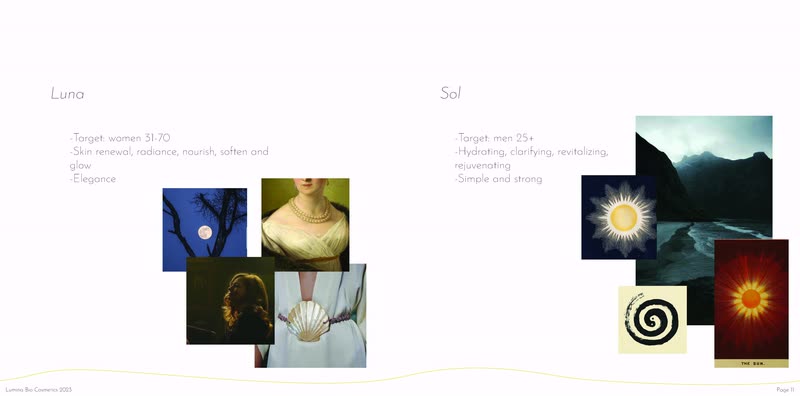 Luna
-Target: women 31-70
-Skin renewal, radiance, nourish, soften and
glow
-Elegance
Sol
-Target: men 25+
-Hydrating, clarifying, revitalizing,
rejuvenating
-Simple and strong
THE SUN.
Lumina Bio Cosmetics 2023
Page 11